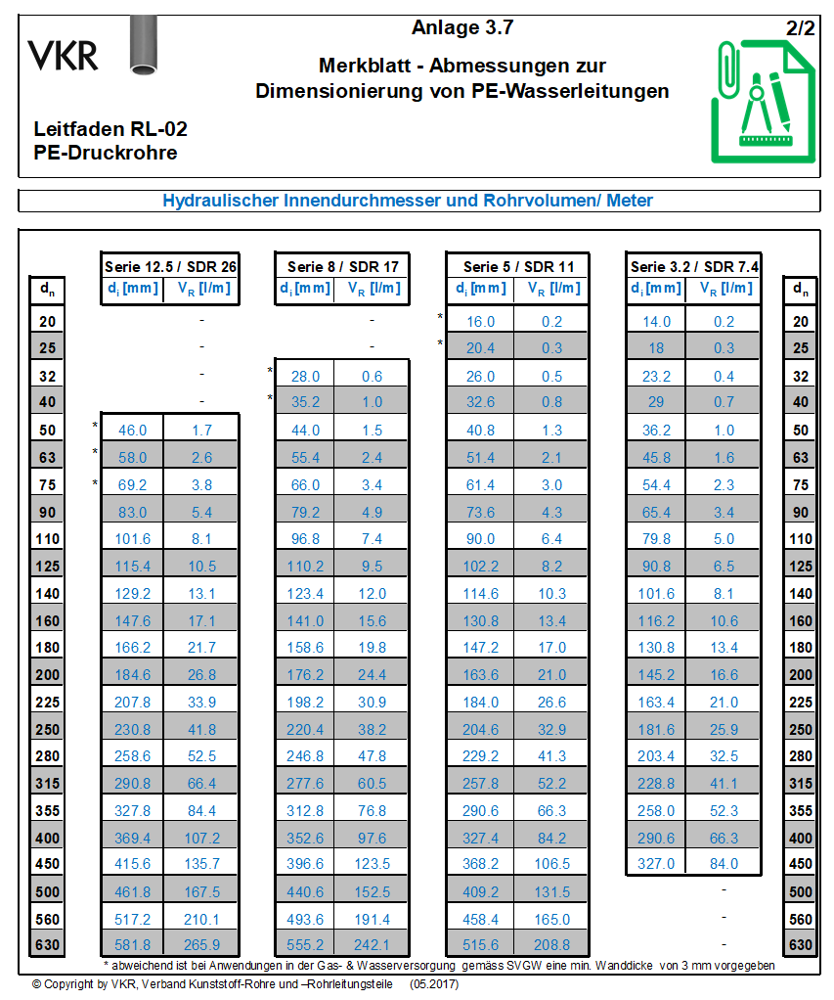 Anlage 3.7
2/2
VKR
Merkblatt - Abmessungen zur
Dimensionierung von PE-Wasserleitungen
Leitfaden RL-02
PE-Druckrohre
Hydraulischer Innendurchmesser und Rohrvolumen/ Meter
Serie 12.5 / SDR 26 Serie 8 / SDR 17 Serie 5 / SDR 11 Serie 3.2 / SDR 7.4
dn di [mm] VR [l/m] di [mm] VR [l/m] di [mm] VR [l/m] di [mm] VR [l/m] dn
20 - - * 16.0 0.2 14.0 0.2 20
25 - - * 20.4 0.3 18 0.3 25
32 - * 28.0 0.6 26.0 0.5 23.2 0.4 32
40 - * 35.2 1.0 32.6 0.8 29 0.7 40
50 * 46.0 1.7 44.0 1.5 40.8 1.3 36.2 1.0 50
63 * 58.0 2.6 55.4 2.4 51.4 2.1 45.8 1.6 63
75 * 69.2 3.8 66.0 3.4 61.4 3.0 54.4 2.3 75
90 83.0 5.4 79.2 4.9 73.6 4.3 65.4 3.4 90
110 101.6 8.1 96.8 7.4 90.0 6.4 79.8 5.0 110
125 115.4 10.5 110.2 9.5 102.2 8.2 90.8 6.5 125
140 129.2 13.1 123.4 12.0 114.6 10.3 101.6 8.1 140
160 147.6 17.1 141.0 15.6 130.8 13.4 116.2 10.6 160
180 166.2 21.7 158.6 19.8 147.2 17.0 130.8 13.4 180
200 184.6 26.8 176.2 24.4 163.6 21.0 145.2 16.6 200
225 207.8 33.9 198.2 30.9 184.0 26.6 163.4 21.0 225
250 230.8 41.8 220.4 38.2 204.6 32.9 181.6 25.9 250
280 258.6 52.5 246.8 47.8 229.2 41.3 203.4 32.5 280
315 290.8 66.4 277.6 60.5 257.8 52.2 228.8 41.1 315
355 327.8 84.4 312.8 76.8 290.6 66.3 258.0 52.3 355
400 369.4 107.2 352.6 97.6 327.4 84.2 290.6 66.3 400
450 415.6 135.7 396.6 123.5 368.2 106.5 327.0 84.0 450
500 461.8 167.5 440.6 152.5 409.2 131.5 - 500
560 517.2 210.1 493.6 191.4 458.4 165.0 - 560
630 581.8 265.9 555.2 242.1 515.6 208.8 - 630
* abweichend ist bei Anwendungen in der Gas- & Wasserversorgung gemäss SVGW eine min. Wanddicke von 3 mm vorgegeben
© Copyright by VKR, Verband Kunststoff-Rohre und –Rohrleitungsteile (05.2017)